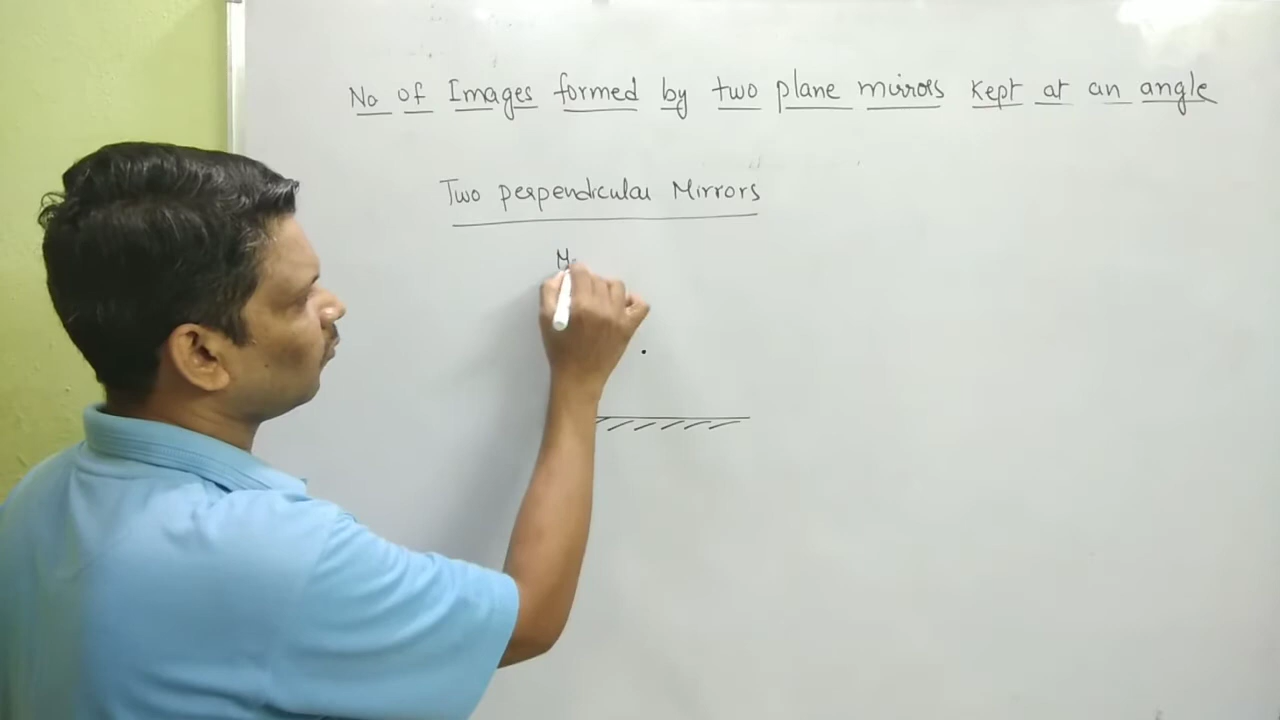 No of Images formed by two plane mirrors kept at an angle
Two perpendicular Mirrors
M